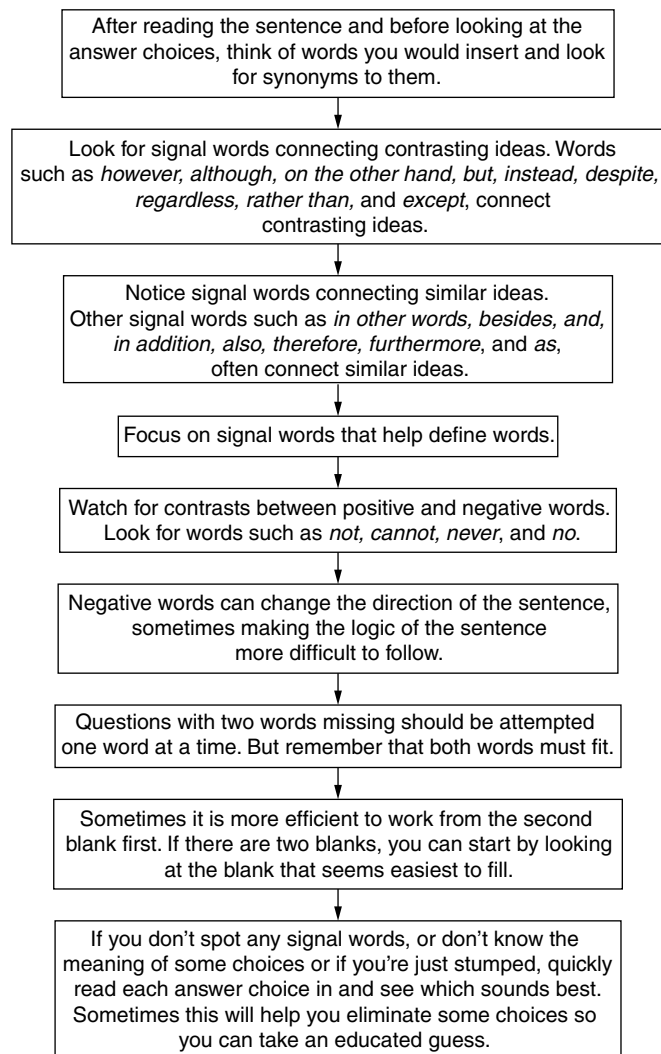 After reading the sentence and before looking at the
answer choices, think of words you would insert and look
for synonyms to them.
Look for signal words connecting contrasting ideas. Words
such as however, although, on the other hand, but, instead, despite,
regardless, rather than, and except, connect
contrasting ideas.
Notice signal words connecting similar ideas.
Other signal words such as in other words, besides, and,
in addition, also, therefore, furthermore, and as,
often connect similar ideas.
Focus on signal words that help define words.
Watch for contrasts between positive and negative words.
Look for words such as not, cannot, never, and no.
Negative words can change the direction of the sentence,
sometimes making the logic of the sentence
more difficult to follow.
Questions with two words missing should be attempted
one word at a time. But remember that both words must fit.
Sometimes it is more efficient to work from the second
blank first. If there are two blanks, you can start by looking
at the blank that seems easiest to fill.
If you don’t spot any signal words, or don’t know the
meaning of some choices or if you’re just stumped, quickly
read each answer choice in and see which sounds best.
Sometimes this will help you eliminate some choices so
you can take an educated guess.